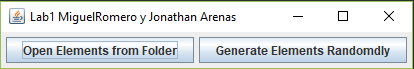 Lab1 MiguelRomero y Jonathan Arenas
Open Elements from Folder Generate Elements Randomdly